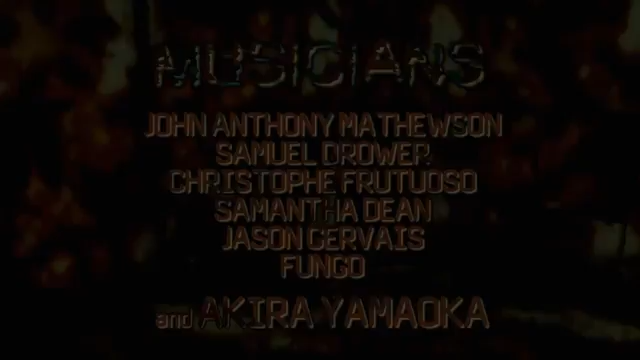 MUSICIANS
JOHN ANTHONY MATHEWSON
SAMUEL DROWER
CHRISTOPHE FRUTUOSO
SAMANTHA DEAN
JASON GERVAIS
FUNGO
and AKIRA YAMAOKA